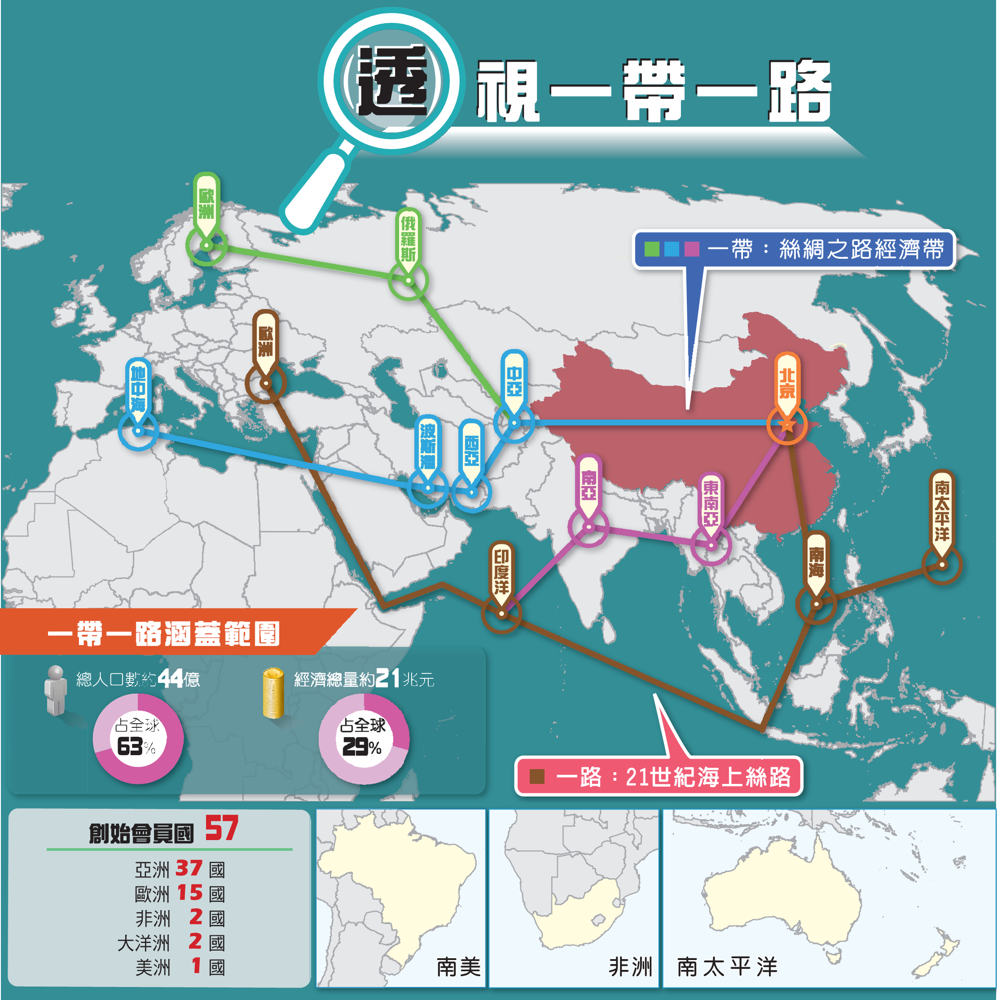 透視一帶一路
歐洲
俄羅斯
一帶：絲綢之路經濟帶
歐洲
地中海
中亞
北京
波斯灣
西亞
南亞
東南亞
南太平洋
印度洋
南海
一帶一路涵蓋範圍
總人口數約44億
經濟總量約21兆元
占全球
63%
占全球
29%
一路：21世紀海上絲路
創始會員國 57
亞洲 37 國
歐洲 15 國
非洲 2 國
大洋洲 2 國
美洲 1 國
南美
非洲
南太平洋